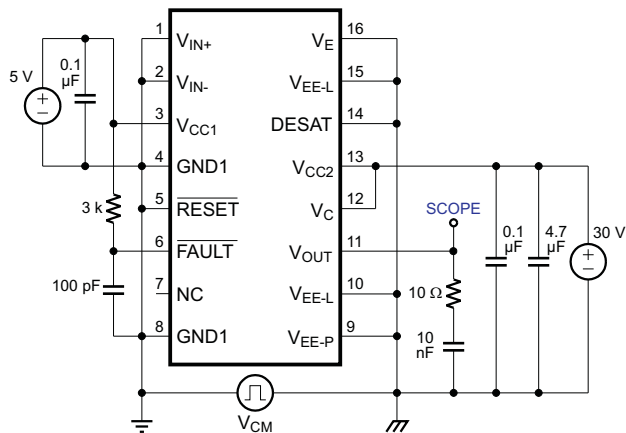 1 V_IN+ V_E 16
2 V_IN- V_EE-L 15
3 V_CC1 DESAT 14
4 GND1 V_CC2 13
5 RESET V_C 12
6 FAULT V_OUT 11
7 NC V_EE-L 10
8 GND1 V_EE-P 9
5 V
0.1
µF
3 k
100 pF
SCOPE
10 Ω
10
nF
0.1
µF
4.7
µF
30 V
V_CM